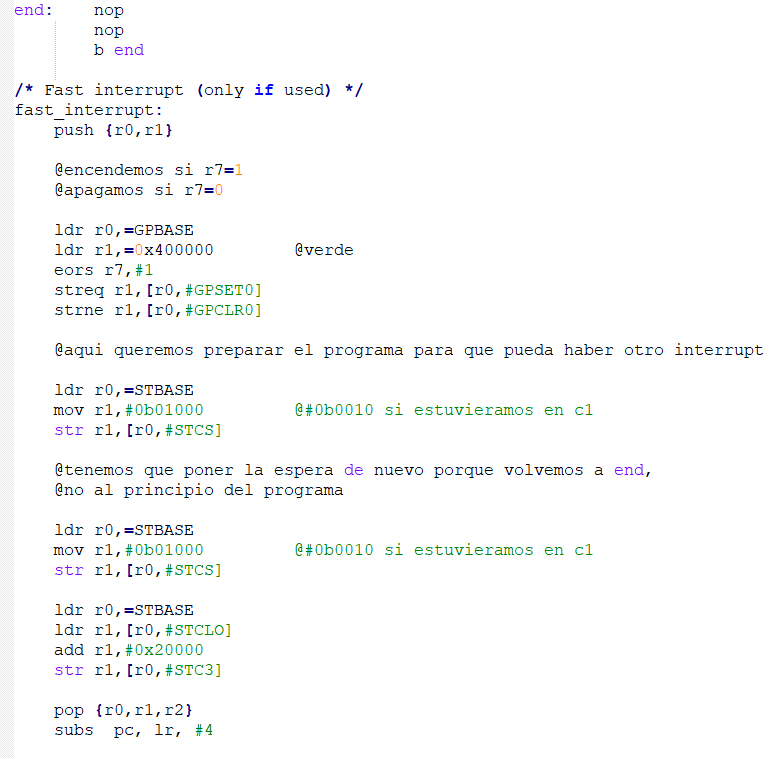 end:    nop
        nop
        b end
/* Fast interrupt (only if used) */
fast_interrupt:
    push {r0,r1}
    @encendemos si r7=1
    @apagamos si r7=0
    ldr r0,=GPBASE
    ldr r1,=0x400000        @verde
    eors r7,#1
    streq r1,[r0,#GPSET0]
    strne r1,[r0,#GPCLR0]
    @aqui queremos preparar el programa para que pueda haber otro interrupt
    ldr r0,=STBASE
    mov r1,#0b01000         @#0b0010 si estuvieramos en c1
    str r1,[r0,#STCS]
    @tenemos que poner la espera de nuevo porque volvemos a end,
    @no al principio del programa
    ldr r0,=STBASE
    mov r1,#0b01000         @#0b0010 si estuvieramos en c1
    str r1,[r0,#STCS]
    ldr r0,=STBASE
    ldr r1,[r0,#STCLO]
    add r1,#0x20000
    str r1,[r0,#STC3]
    pop {r0,r1,r2}
    subs  pc, lr, #4